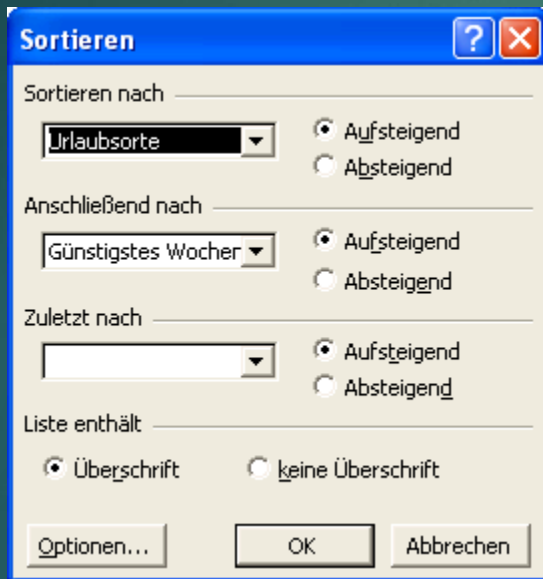 Sortieren
Sortieren nach
Urlaubsorte
Aufsteigend
Absteigend
Anschließend nach
Günstigstes Wocher
Aufsteigend
Absteigend
Zuletzt nach
Aufsteigend
Absteigend
Liste enthält
Überschrift keine Überschrift
Optionen... OK Abbrechen